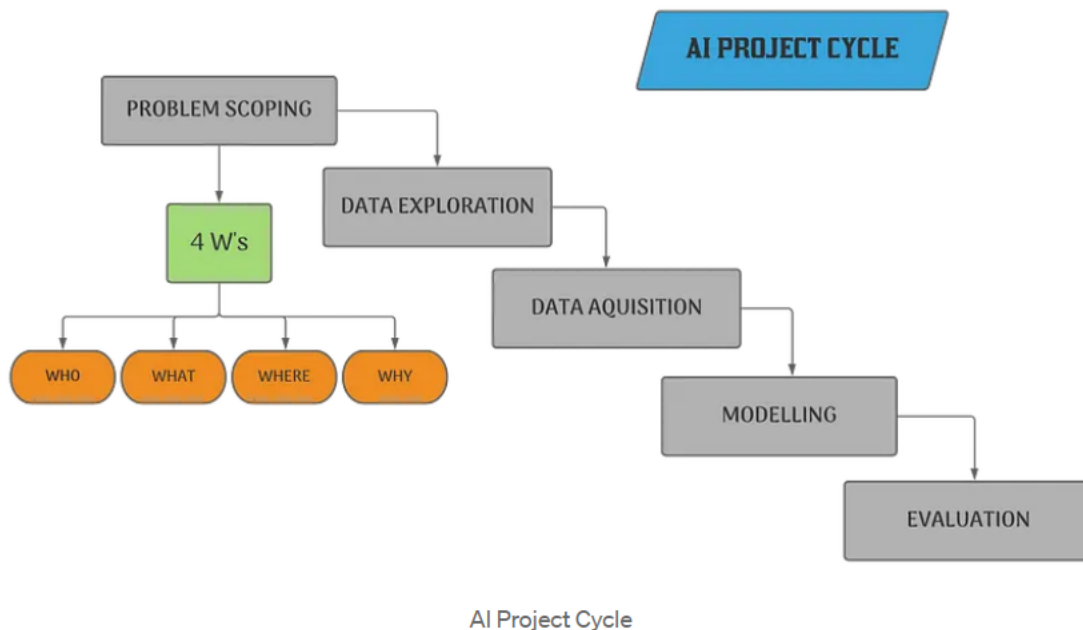 AI PROJECT CYCLE
PROBLEM SCOPING
DATA EXPLORATION
4 W's
DATA AQUISITION
WHO
WHAT
WHERE
WHY
MODELLING
EVALUATION
AI Project Cycle